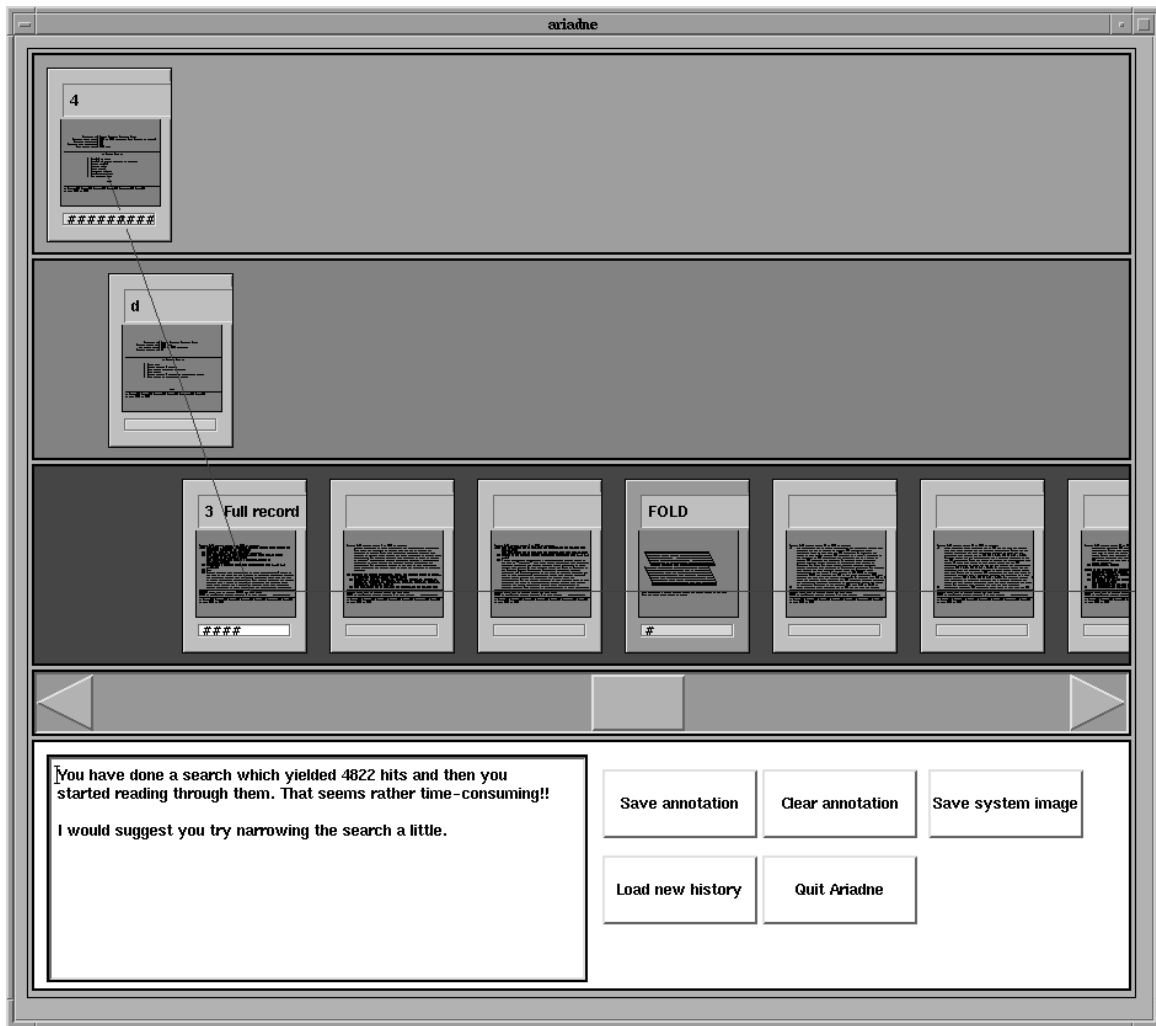 ariadne
4
#########
d
3 Full record
FOLD
####
#
You have done a search which yielded 4822 hits and then you
started reading through them. That seems rather time-consuming!!
I would suggest you try narrowing the search a little.
Save annotation
Clear annotation
Save system image
Load new history
Quit Ariadne